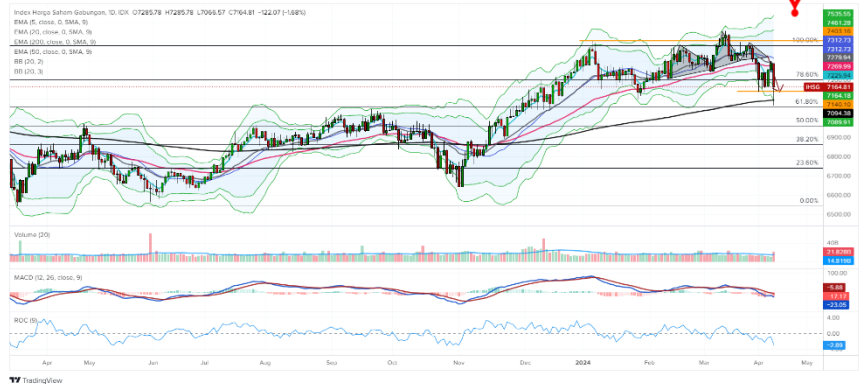 Index Harga Saham Gabungan, 1D, IDX O7285.78 H7285.78 L7066.57 C7164.81 -122.07 (-1.68%)
EMA (5, close, 0, SMA, 9)
EMA (20, close, 0, SMA, 9)
EMA (200, close, 0, SMA, 9)
EMA (50, close, 0, SMA, 9)
BB (20, 2)
BB (20, 3)
100.00%
78.60%
61.80%
50.00%
38.20%
23.60%
0.00%
7535.55
7461.28
7403.16
7312.73
7312.73
7279.94
7269.99
7225.94
IHSG 7164.81
7164.18
7140.10
7094.38
7089.91
6900.00
6800.00
6700.00
6600.00
6500.00
Volume (20)
40B
21.828B
14.819B
MACD (12, 26, close, 9)
100.00
-5.88
-17.17
-23.05
ROC (9)
4.00
0.00
-2.89
Apr May Jun Jul Aug Sep Oct Nov Dec 2024 Feb Mar Apr May
TradingView